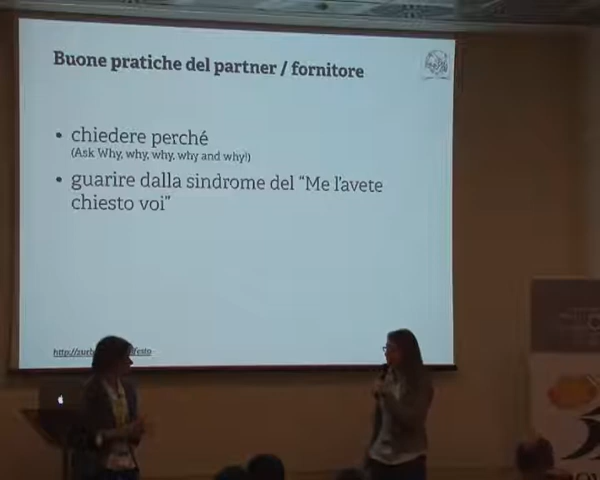 Buone pratiche del partner / fornitore
• chiedere perché
(Ask Why, why, why, why and why!)
• guarire dalla sindrome del “Me l’avete
chiesto voi”